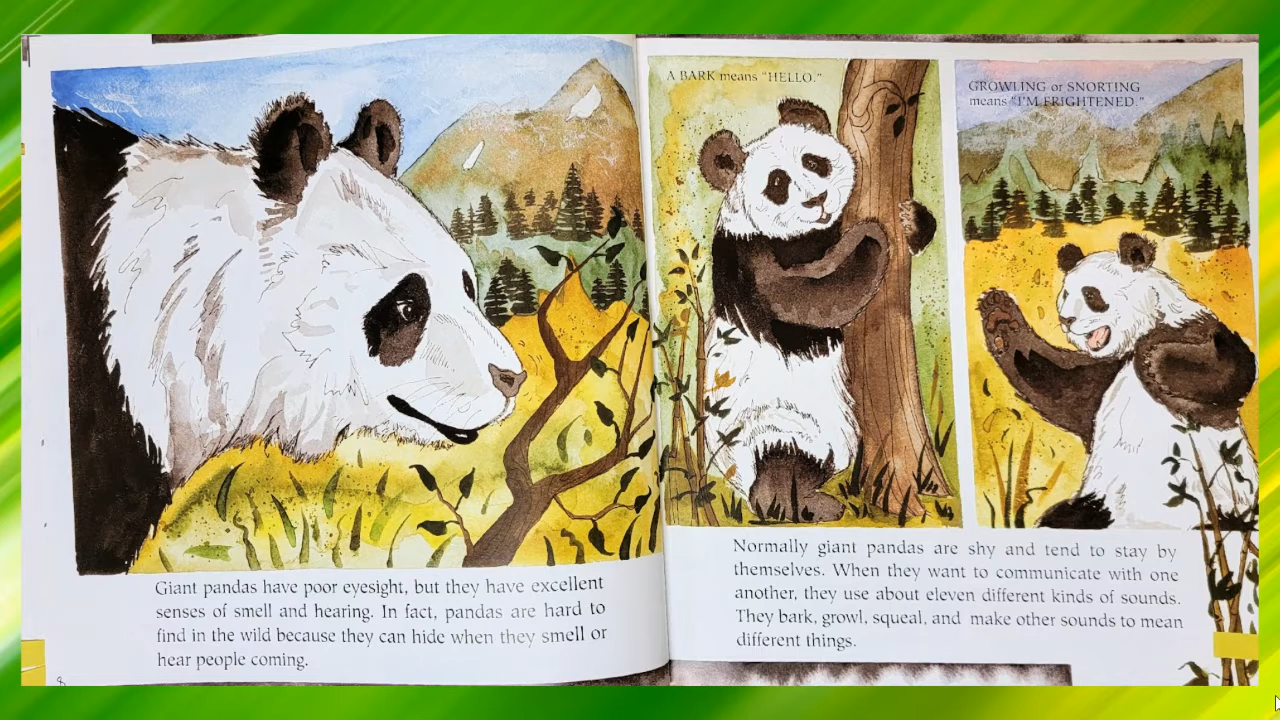 Giant pandas have poor eyesight, but they have excellent
senses of smell and hearing. In fact, pandas are hard to
find in the wild because they can hide when they smell or
hear people coming.
8
A BARK means "HELLO."
GROWLING or SNORTING
means "I'M FRIGHTENED."
Normally giant pandas are shy and tend to stay by
themselves. When they want to communicate with one
another, they use about eleven different kinds of sounds.
They bark, growl, squeal, and make other sounds to mean
different things.